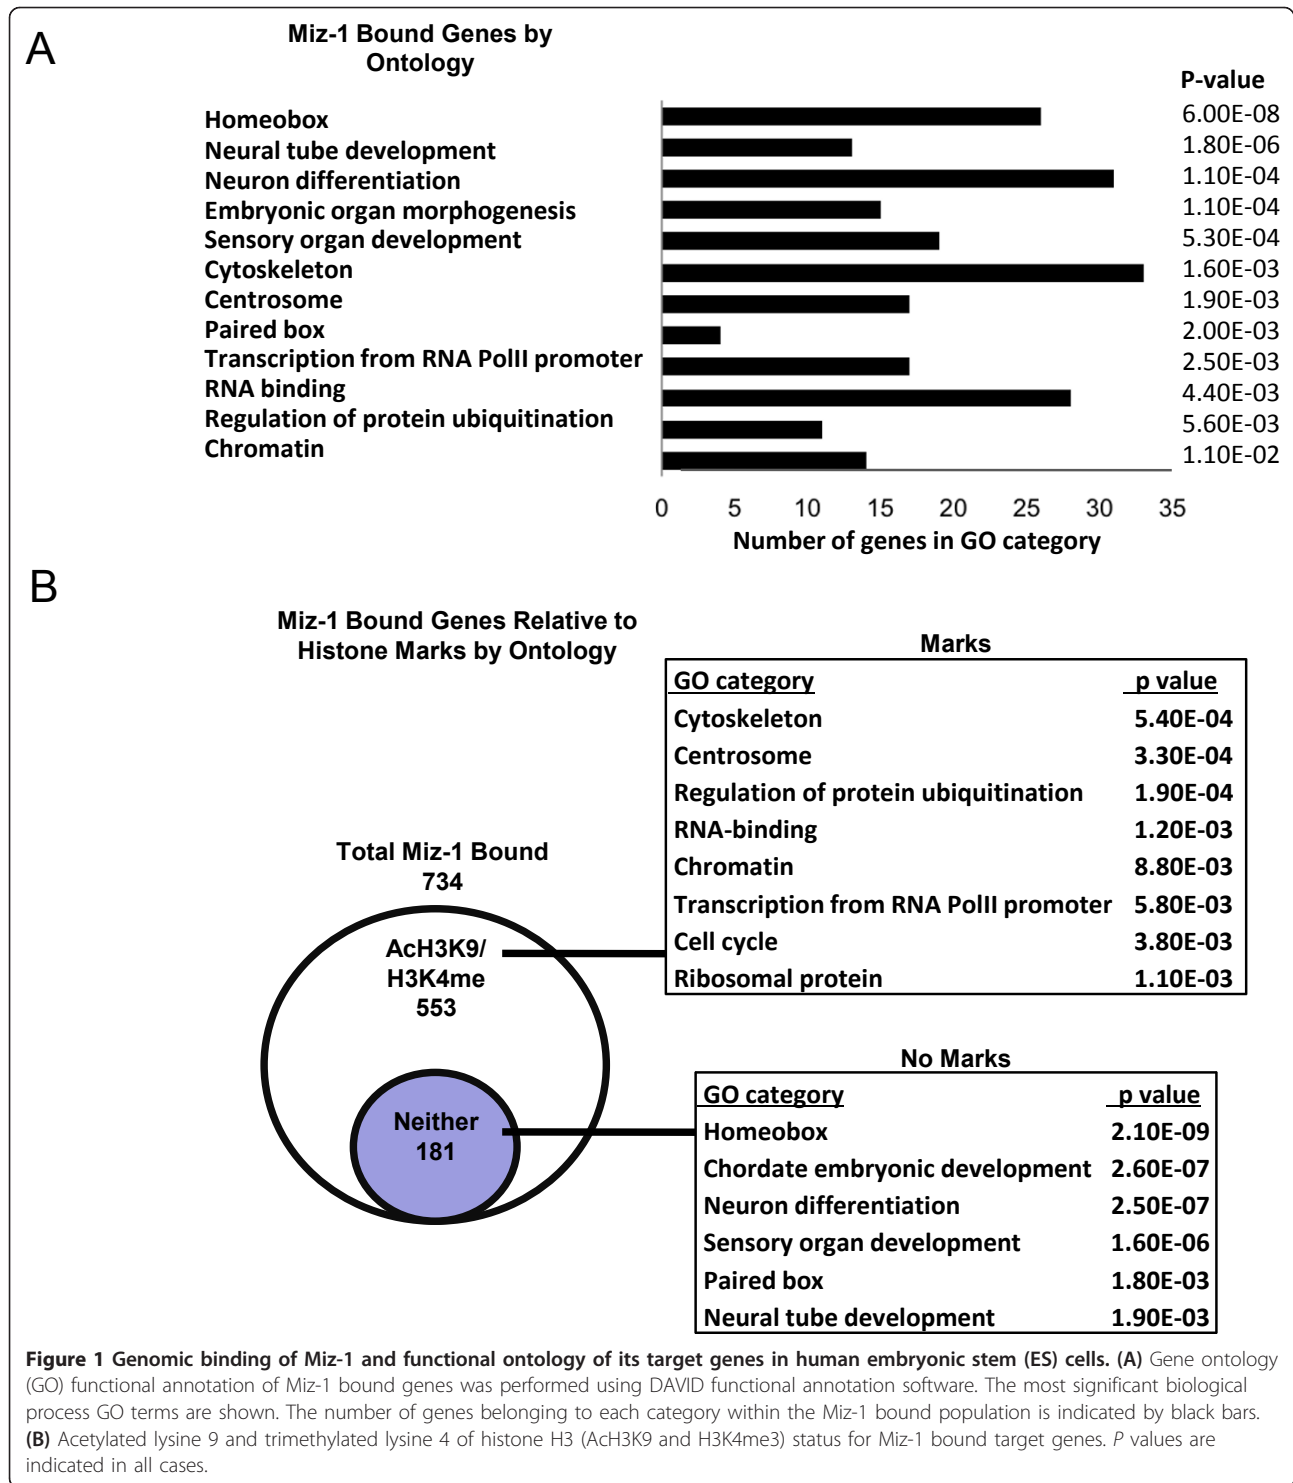 A
Miz-1 Bound Genes by
Ontology
P-value
Homeobox 6.00E-08
Neural tube development 1.80E-06
Neuron differentiation 1.10E-04
Embryonic organ morphogenesis 1.10E-04
Sensory organ development 5.30E-04
Cytoskeleton 1.60E-03
Centrosome 1.90E-03
Paired box 2.00E-03
Transcription from RNA PolII promoter 2.50E-03
RNA binding 4.40E-03
Regulation of protein ubiquitination 5.60E-03
Chromatin 1.10E-02
0 5 10 15 20 25 30 35
Number of genes in GO category
B
Miz-1 Bound Genes Relative to
Histone Marks by Ontology
Total Miz-1 Bound
734
AcH3K9/
H3K4me
553
Neither
181
Marks
GO category p value
Cytoskeleton 5.40E-04
Centrosome 3.30E-04
Regulation of protein ubiquitination 1.90E-04
RNA-binding 1.20E-03
Chromatin 8.80E-03
Transcription from RNA PolII promoter 5.80E-03
Cell cycle 3.80E-03
Ribosomal protein 1.10E-03
No Marks
GO category p value
Homeobox 2.10E-09
Chordate embryonic development 2.60E-07
Neuron differentiation 2.50E-07
Sensory organ development 1.60E-06
Paired box 1.80E-03
Neural tube development 1.90E-03
Figure 1 Genomic binding of Miz-1 and functional ontology of its target genes in human embryonic stem (ES) cells. (A) Gene ontology
(GO) functional annotation of Miz-1 bound genes was performed using DAVID functional annotation software. The most significant biological
process GO terms are shown. The number of genes belonging to each category within the Miz-1 bound population is indicated by black bars.
(B) Acetylated lysine 9 and trimethylated lysine 4 of histone H3 (AcH3K9 and H3K4me3) status for Miz-1 bound target genes. P values are
indicated in all cases.